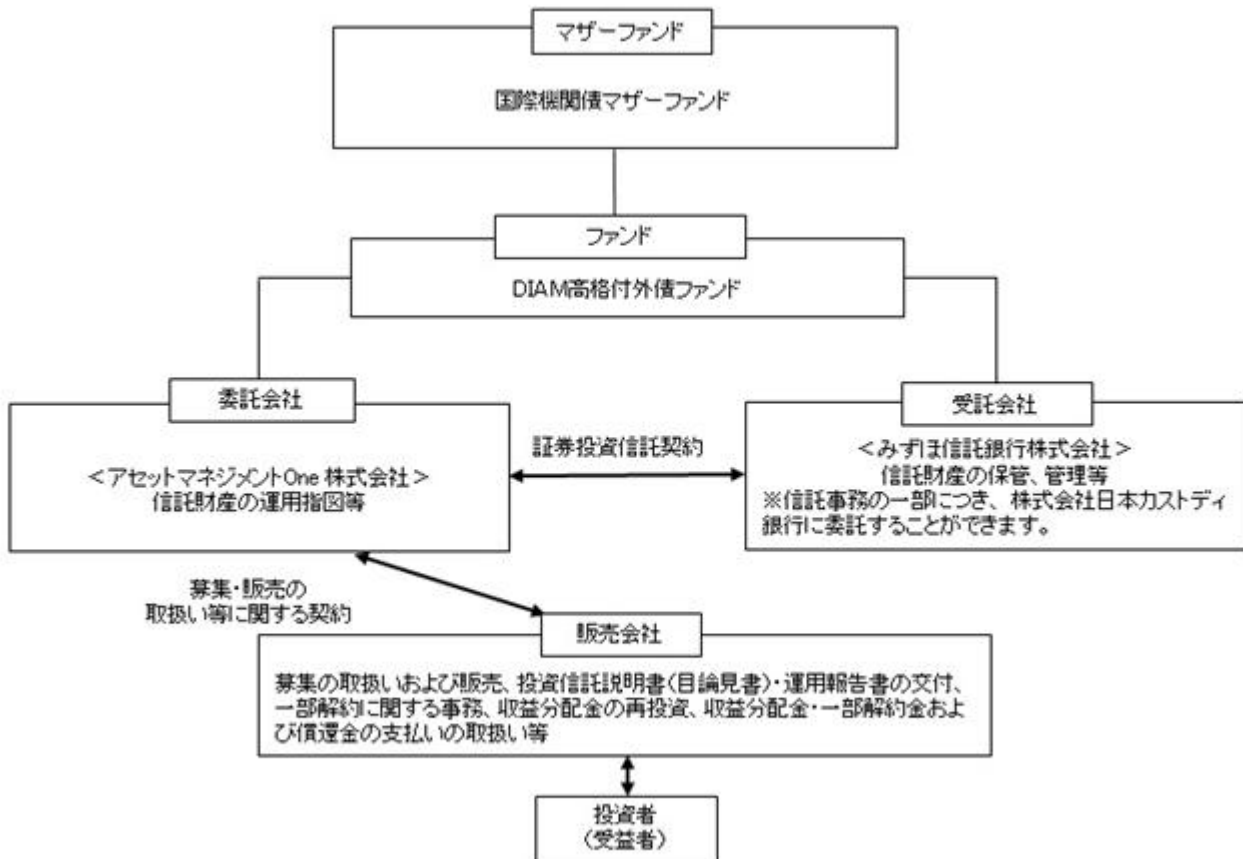 マザーファンド
国際機関債マザーファンド
ファンド
DIAM高格付外債ファンド
委託会社
＜アセットマネジメントOne 株式会社＞
信託財産の運用指図等
証券投資信託契約
受託会社
＜みずほ信託銀行株式会社＞
信託財産の保管、管理等
※信託事務の一部につき、株式会社日本カストディ
銀行に委託することができます。
募集・販売の
取扱い等に関する契約
販売会社
募集の取扱いおよび販売、投資信託説明書（目論見書）・運用報告書の交付、
一部解約に関する事務、収益分配金の再投資、収益分配金・一部解約金およ
び償還金の支払いの取扱い等
投資者
（受益者）